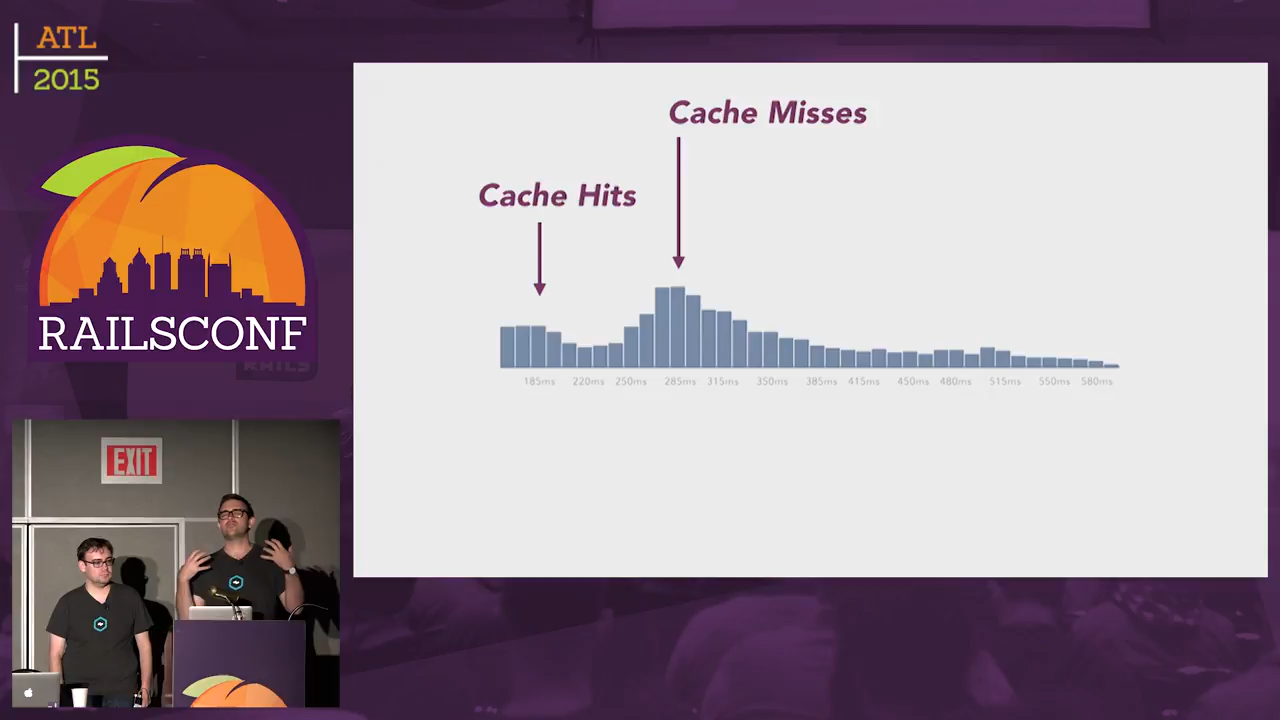 ATL
2015
RAILSCONF
RAILS
EXIT
Cache Misses
Cache Hits
185ms 220ms 250ms 285ms 315ms 350ms 385ms 415ms 450ms 480ms 515ms 550ms 580ms